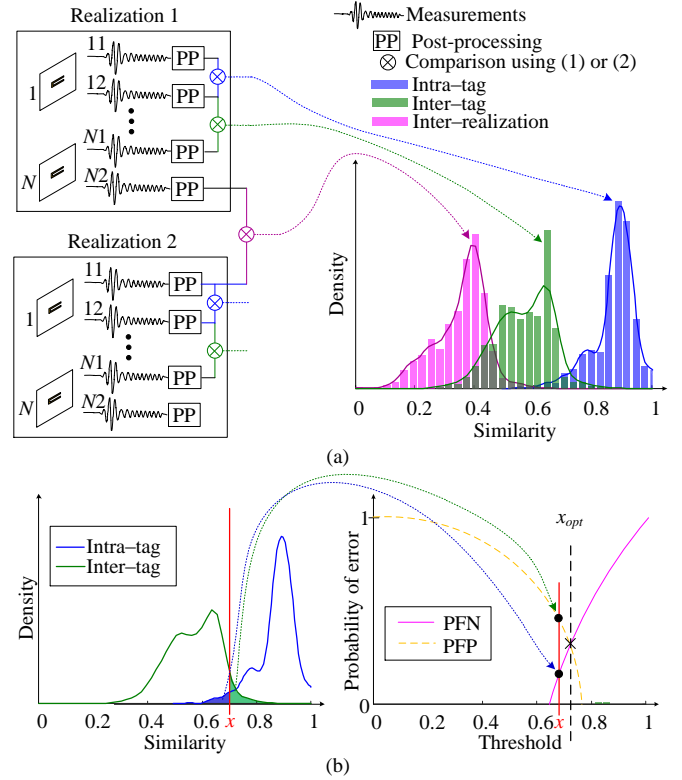 Realization 1
11
PP
1
12
PP
N1
PP
N
N2
PP
Realization 2
11
PP
1
12
PP
N1
PP
N
N2
PP
Measurements
PP Post-processing
Comparison using (1) or (2)
Intra–tag
Inter–tag
Inter–realization
Density
0 0.2 0.4 0.6 0.8 1
Similarity
(a)
Intra–tag
Inter–tag
Density
0 0.2 0.4 0.6 x 0.8 1
Similarity
x_opt
1
Probability of error
PFN
PFP
0
0 0.2 0.4 0.6 x 0.8 1
Threshold
(b)